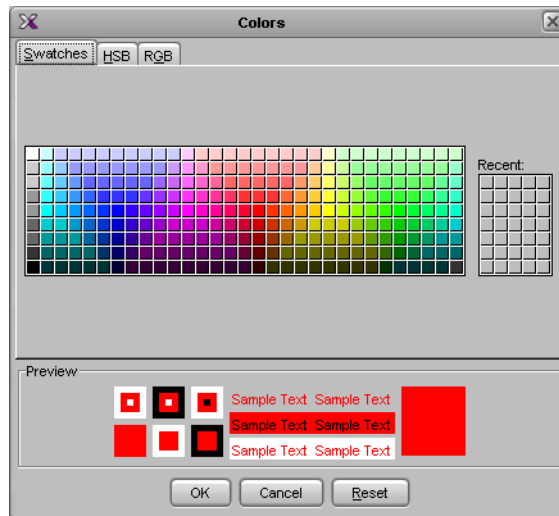 Colors
Swatches HSB RGB
Recent:
Preview
Sample Text Sample Text
Sample Text Sample Text
Sample Text Sample Text
OK Cancel Reset